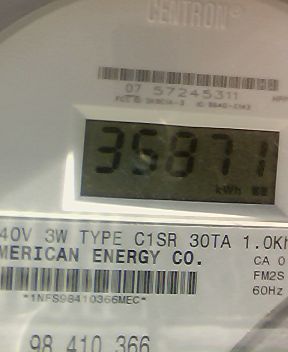 CENTRON®
07 57245311
35871
kWh
40V 3W TYPE C1SR 30TA 1.0Kh
MERICAN ENERGY CO.
CA 0
FM2S
60Hz
*1NFS98410366MEC*
98 410 366